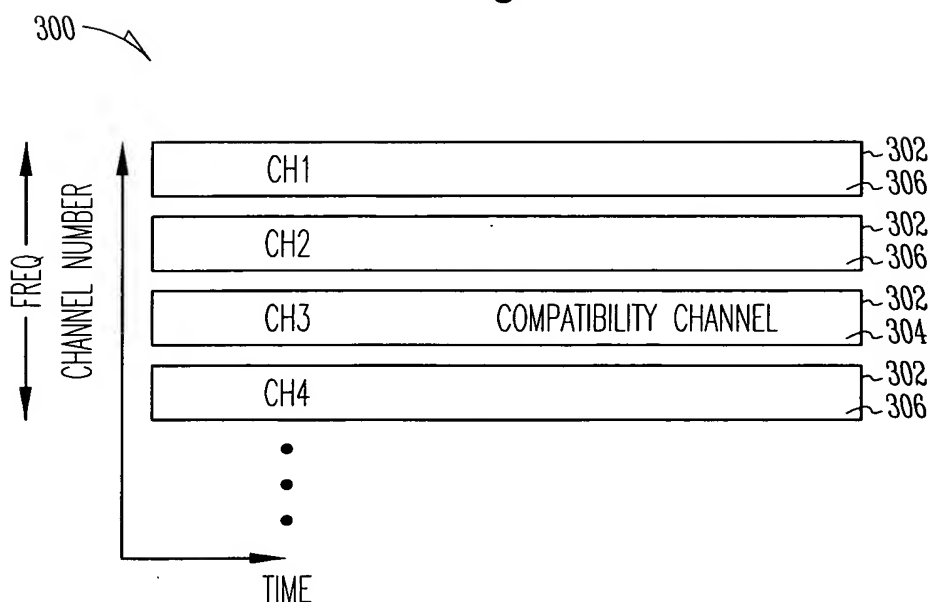 300
FREQ
CHANNEL NUMBER
CH1
302
306
CH2
302
306
CH3 COMPATIBILITY CHANNEL
302
304
CH4
302
306
TIME